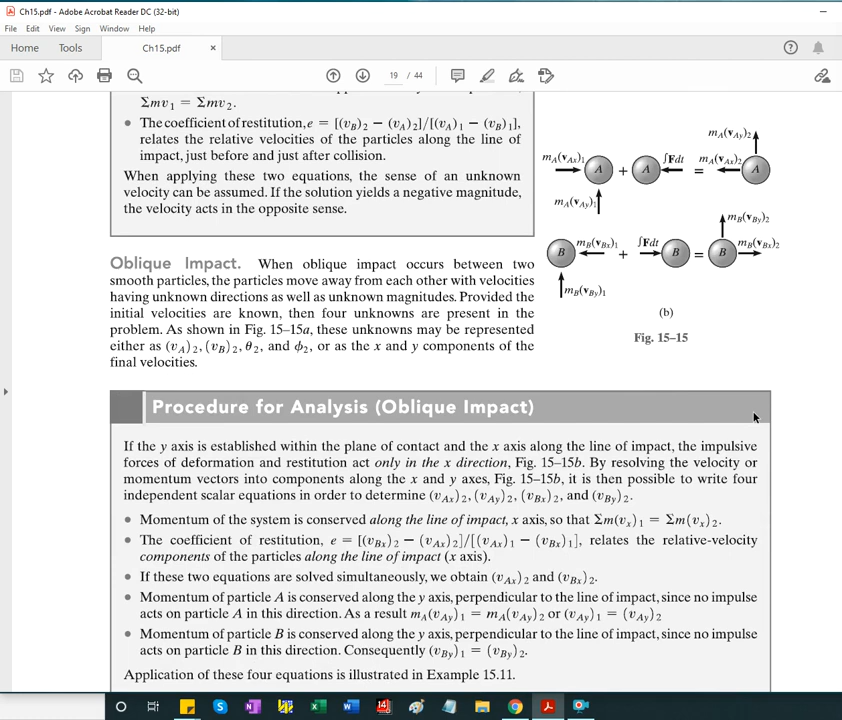 Ch15.pdf - Adobe Acrobat Reader DC (32-bit)
File Edit View Sign Window Help
Home Tools Ch15.pdf ×
19 / 44
Σmv₁ = Σmv₂.
• The coefficient of restitution, e = [(v_B)₂ − (v_A)₂]/[(v_A)₁ − (v_B)₁],
relates the relative velocities of the particles along the line of
impact, just before and just after collision.
When applying these two equations, the sense of an unknown
velocity can be assumed. If the solution yields a negative magnitude,
the velocity acts in the opposite sense.
m_A(v_Ay)₂
m_A(v_Ax)₁ A + A ∫Fdt = m_A(v_Ax)₂ A
m_A(v_Ay)₁
m_B(v_By)₂
B m_B(v_Bx)₁ + ∫Fdt B = B m_B(v_Bx)₂
m_B(v_By)₁
(b)
Fig. 15–15
Oblique Impact. When oblique impact occurs between two
smooth particles, the particles move away from each other with velocities
having unknown directions as well as unknown magnitudes. Provided the
initial velocities are known, then four unknowns are present in the
problem. As shown in Fig. 15–15a, these unknowns may be represented
either as (v_A)₂, (v_B)₂, θ₂, and ϕ₂, or as the x and y components of the
final velocities.
Procedure for Analysis (Oblique Impact)
If the y axis is established within the plane of contact and the x axis along the line of impact, the impulsive
forces of deformation and restitution act only in the x direction, Fig. 15–15b. By resolving the velocity or
momentum vectors into components along the x and y axes, Fig. 15–15b, it is then possible to write four
independent scalar equations in order to determine (v_Ax)₂, (v_Ay)₂, (v_Bx)₂, and (v_By)₂.
• Momentum of the system is conserved along the line of impact, x axis, so that Σm(v_x)₁ = Σm(v_x)₂.
• The coefficient of restitution, e = [(v_Bx)₂ − (v_Ax)₂]/[(v_Ax)₁ − (v_Bx)₁], relates the relative-velocity
components of the particles along the line of impact (x axis).
• If these two equations are solved simultaneously, we obtain (v_Ax)₂ and (v_Bx)₂.
• Momentum of particle A is conserved along the y axis, perpendicular to the line of impact, since no impulse
acts on particle A in this direction. As a result m_A(v_Ay)₁ = m_A(v_Ay)₂ or (v_Ay)₁ = (v_Ay)₂
• Momentum of particle B is conserved along the y axis, perpendicular to the line of impact, since no impulse
acts on particle B in this direction. Consequently (v_By)₁ = (v_By)₂.
Application of these four equations is illustrated in Example 15.11.